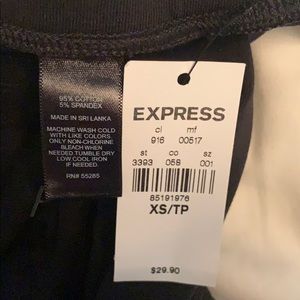 95% COTTON
5% SPANDEX
MADE IN SRI LANKA
MACHINE WASH COLD
WITH LIKE COLORS
ONLY NON-CHLORINE
BLEACH WHEN
NEEDED.TUMBLE DRY
LOW.COOL IRON
IF NEEDED
RN# 55285
EXPRESS
cl mf
916 00517
st co sz
3393 058 001
85191976
XS/TP
$29.90